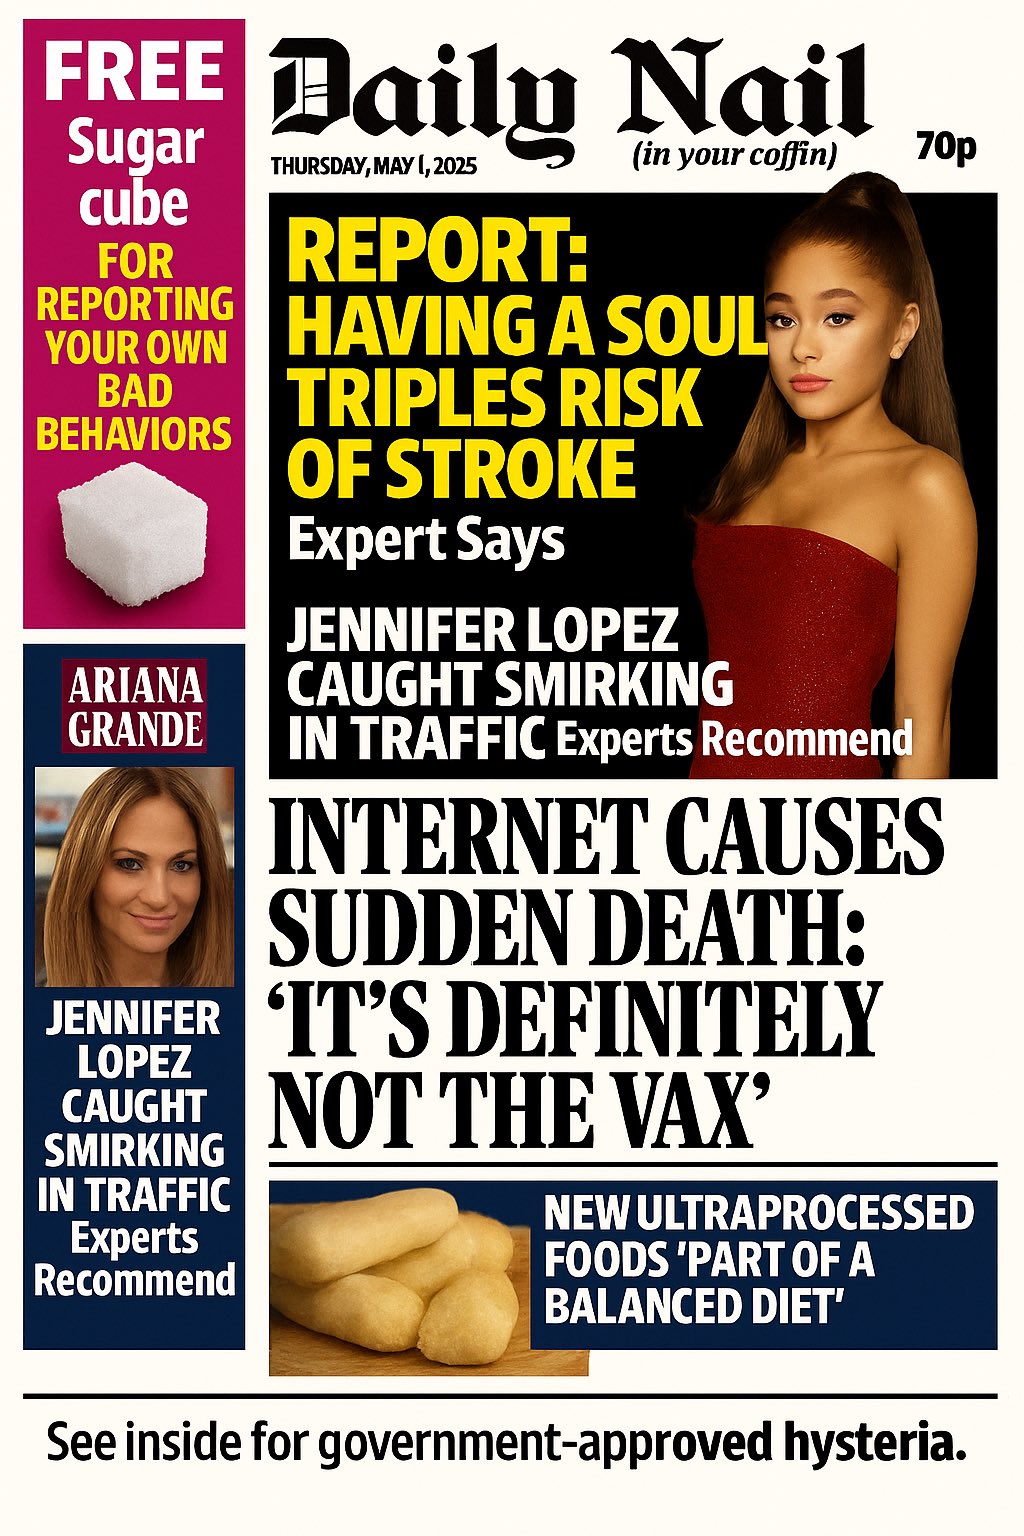 FREE
Sugar
cube
FOR
REPORTING
YOUR OWN
BAD
BEHAVIORS
Daily Nail
(in your coffin)
THURSDAY, MAY 1, 2025
70p
REPORT:
HAVING A SOUL
TRIPLES RISK
OF STROKE
Expert Says
JENNIFER LOPEZ
CAUGHT SMIRKING
IN TRAFFIC Experts Recommend
ARIANA
GRANDE
JENNIFER
LOPEZ
CAUGHT
SMIRKING
IN TRAFFIC
Experts
Recommend
INTERNET CAUSES
SUDDEN DEATH:
‘IT’S DEFINITELY
NOT THE VAX’
NEW ULTRAPROCESSED
FOODS 'PART OF A
BALANCED DIET'
See inside for government-approved hysteria.